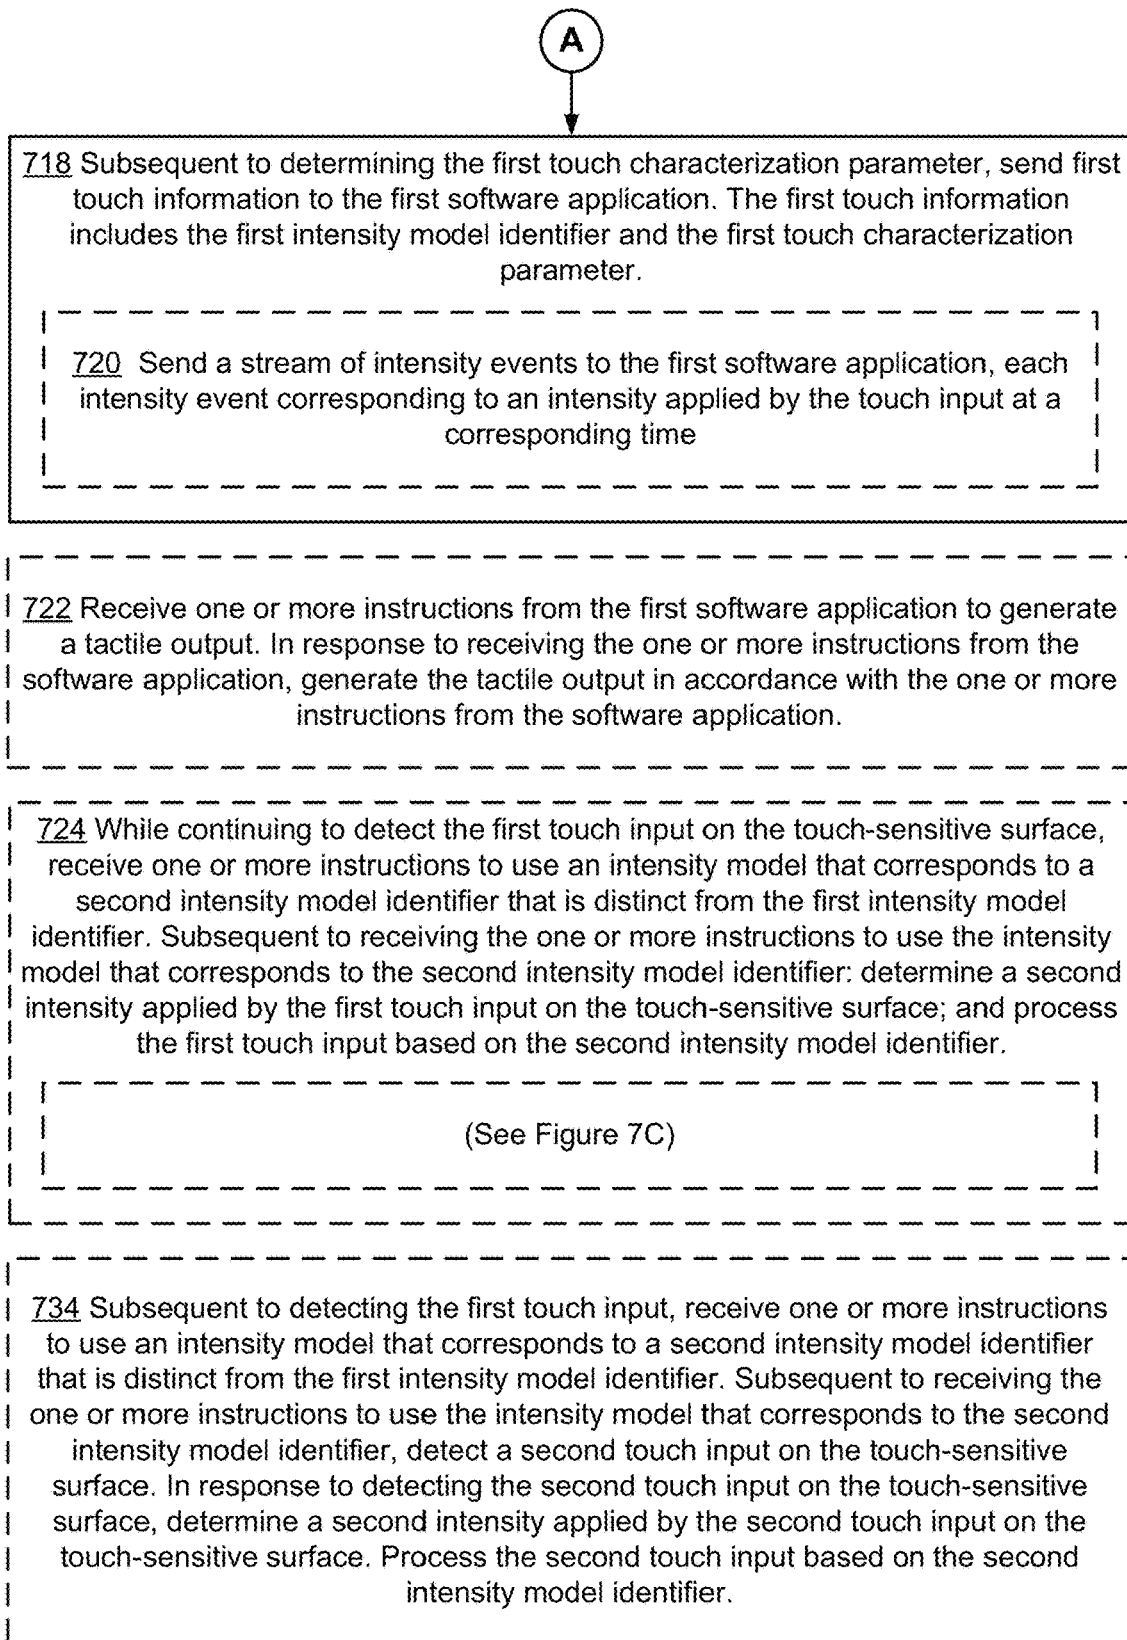 A
718 Subsequent to determining the first touch characterization parameter, send first
touch information to the first software application. The first touch information
includes the first intensity model identifier and the first touch characterization
parameter.
720 Send a stream of intensity events to the first software application, each
intensity event corresponding to an intensity applied by the touch input at a
corresponding time
722 Receive one or more instructions from the first software application to generate
a tactile output. In response to receiving the one or more instructions from the
software application, generate the tactile output in accordance with the one or more
instructions from the software application.
724 While continuing to detect the first touch input on the touch-sensitive surface,
receive one or more instructions to use an intensity model that corresponds to a
second intensity model identifier that is distinct from the first intensity model
identifier. Subsequent to receiving the one or more instructions to use the intensity
model that corresponds to the second intensity model identifier: determine a second
intensity applied by the first touch input on the touch-sensitive surface; and process
the first touch input based on the second intensity model identifier.
(See Figure 7C)
734 Subsequent to detecting the first touch input, receive one or more instructions
to use an intensity model that corresponds to a second intensity model identifier
that is distinct from the first intensity model identifier. Subsequent to receiving the
one or more instructions to use the intensity model that corresponds to the second
intensity model identifier, detect a second touch input on the touch-sensitive
surface. In response to detecting the second touch input on the touch-sensitive
surface, determine a second intensity applied by the second touch input on the
touch-sensitive surface. Process the second touch input based on the second
intensity model identifier.